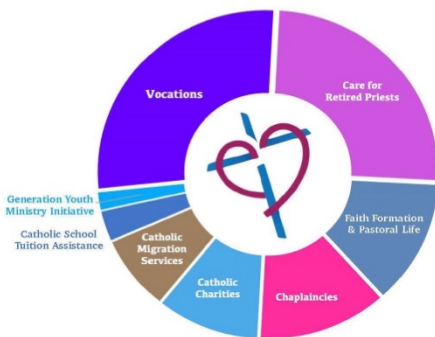 Vocations
Care for
Retired Priests
Generation Youth
Ministry Initiative
Catholic School
Tuition Assistance
Catholic
Migration
Services
Catholic
Charities
Chaplaincies
Faith Formation
& Pastoral Life